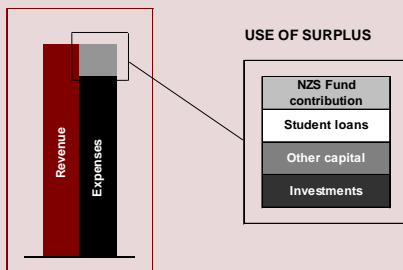 USE OF SURPLUS
Revenue
Expenses
NZS Fund
contribution
Student loans
Other capital
Investments